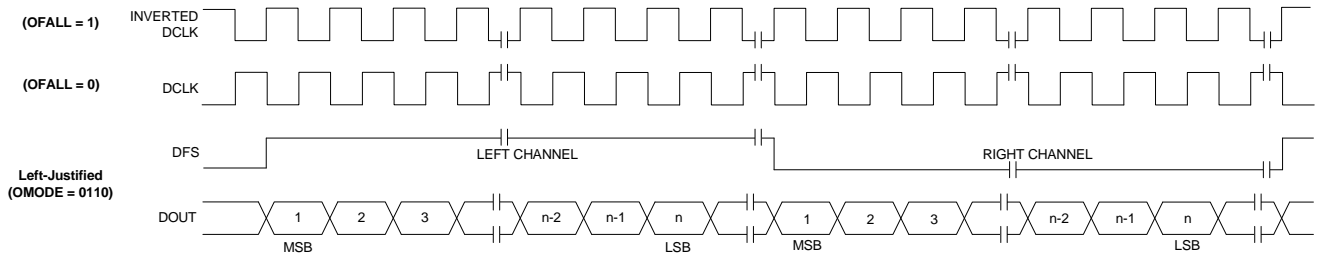 (OFALL = 1)
INVERTED
DCLK
(OFALL = 0)
DCLK
DFS
LEFT CHANNEL
RIGHT CHANNEL
Left-Justified
(OMODE = 0110)
DOUT
1 2 3 n-2 n-1 n 1 2 3 n-2 n-1 n
MSB LSB MSB LSB